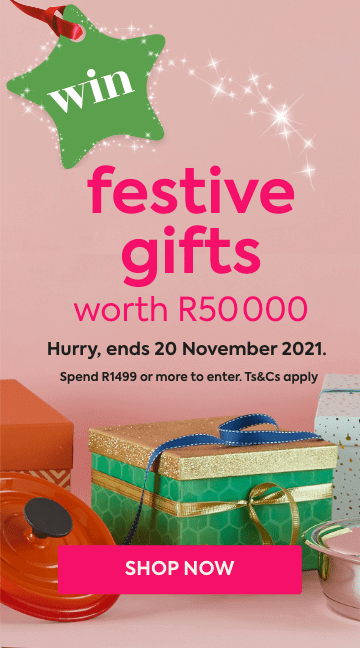 win
festive
gifts
worth R50 000
Hurry, ends 20 November 2021.
Spend R1499 or more to enter. Ts&Cs apply
SHOP NOW